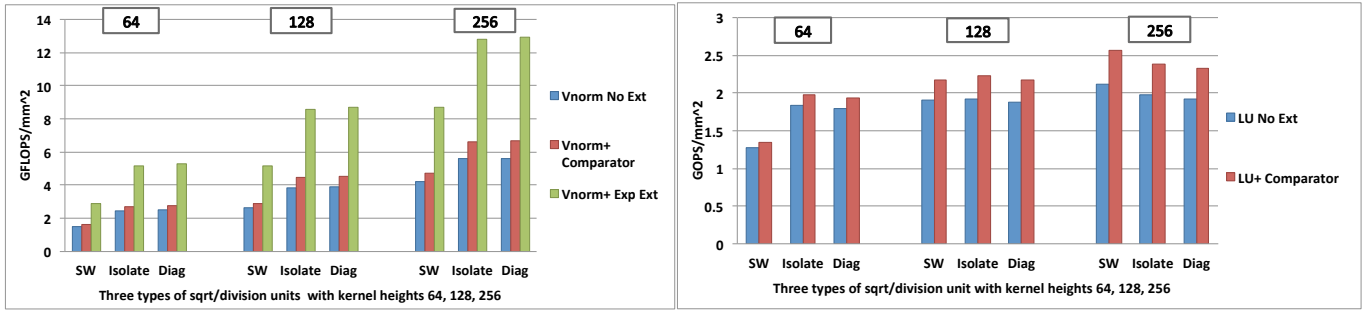 64
128
256
14
12
10
8
6
4
2
0
GFLOPS/mm^2
SW Isolate Diag
SW Isolate Diag
SW Isolate Diag
Three types of sqrt/division units with kernel heights 64, 128, 256
Vnorm No Ext
Vnorm+
Comparator
Vnorm+ Exp Ext
64
128
256
3
2.5
2
1.5
1
0.5
0
GOPS/mm^2
SW Isolate Diag
SW Isolate Diag
SW Isolate Diag
Three types of sqrt/division unit with kernel heights 64, 128, 256
LU No Ext
LU+ Comparator